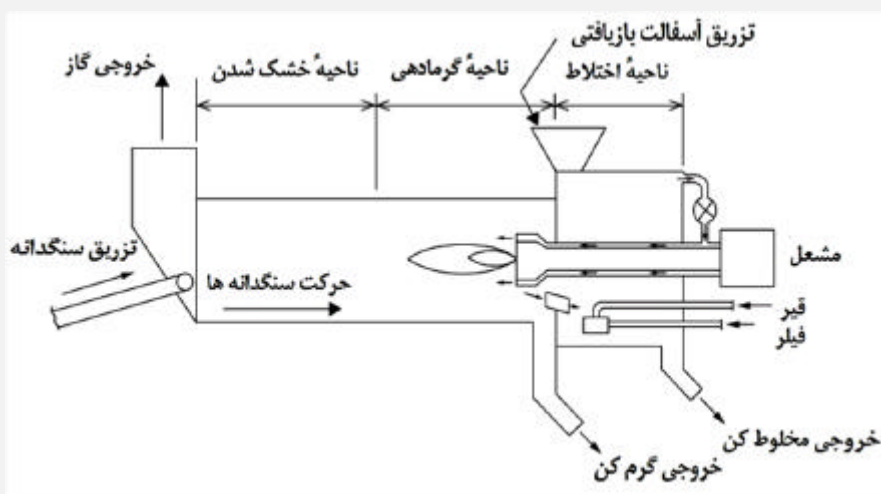 تزریق آسفالت بازیافتی
خروجی گاز
ناحیهٔ خشک شدن
ناحیهٔ گرمادهی
ناحیهٔ اختلاط
تزریق سنگدانه
حرکت سنگدانه ها
مشعل
قیر
فیلر
خروجی مخلوط کن
خروجی گرم کن